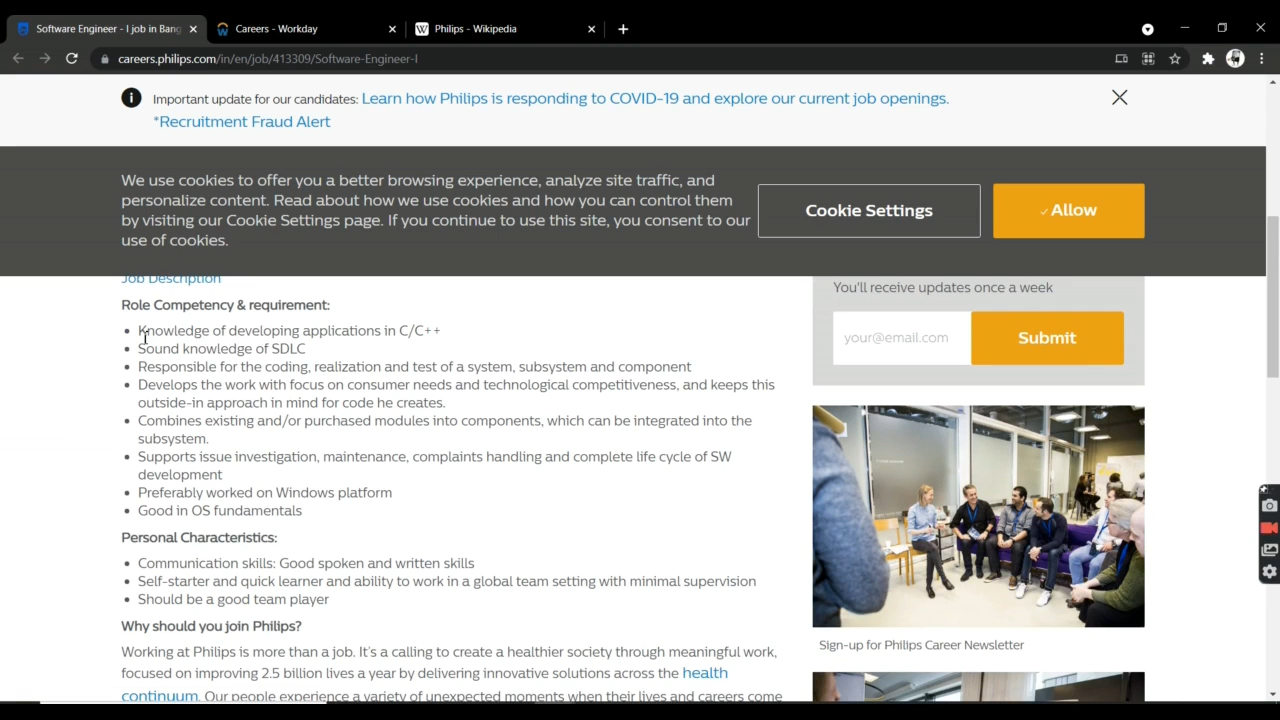 Software Engineer - I job in Bang
Careers - Workday
Philips - Wikipedia
careers.philips.com/in/en/job/413309/Software-Engineer-I
Important update for our candidates: Learn how Philips is responding to COVID-19 and explore our current job openings.
*Recruitment Fraud Alert
We use cookies to offer you a better browsing experience, analyze site traffic, and
personalize content. Read about how we use cookies and how you can control them
by visiting our Cookie Settings page. If you continue to use this site, you consent to our
use of cookies.
Cookie Settings
Allow
Job Description
Role Competency & requirement:
• Knowledge of developing applications in C/C++
• Sound knowledge of SDLC
• Responsible for the coding, realization and test of a system, subsystem and component
• Develops the work with focus on consumer needs and technological competitiveness, and keeps this
outside-in approach in mind for code he creates.
• Combines existing and/or purchased modules into components, which can be integrated into the
subsystem.
• Supports issue investigation, maintenance, complaints handling and complete life cycle of SW
development
• Preferably worked on Windows platform
• Good in OS fundamentals
Personal Characteristics:
• Communication skills: Good spoken and written skills
• Self-starter and quick learner and ability to work in a global team setting with minimal supervision
• Should be a good team player
Why should you join Philips?
Working at Philips is more than a job. It's a calling to create a healthier society through meaningful work,
focused on improving 2.5 billion lives a year by delivering innovative solutions across the health
continuum. Our people experience a variety of unexpected moments when their lives and careers come
You'll receive updates once a week
your@email.com
Submit
Sign-up for Philips Career Newsletter